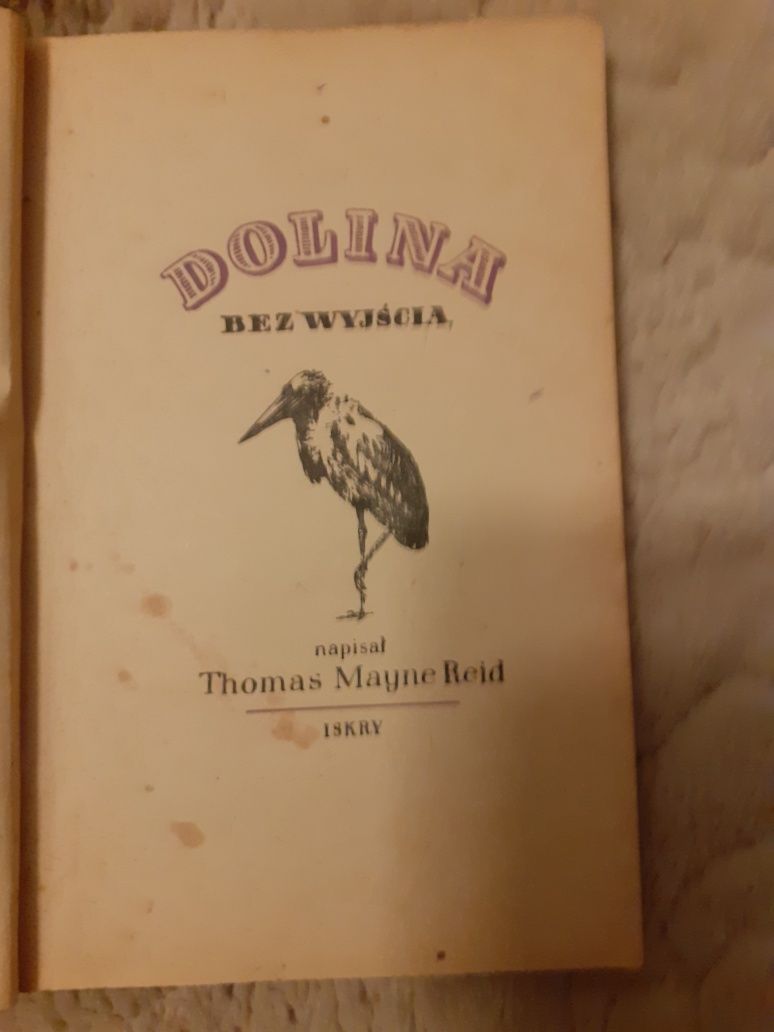 DOLINA
BEZ WYJŚCIA
napisał
Thomas Mayne Reid
ISKRY